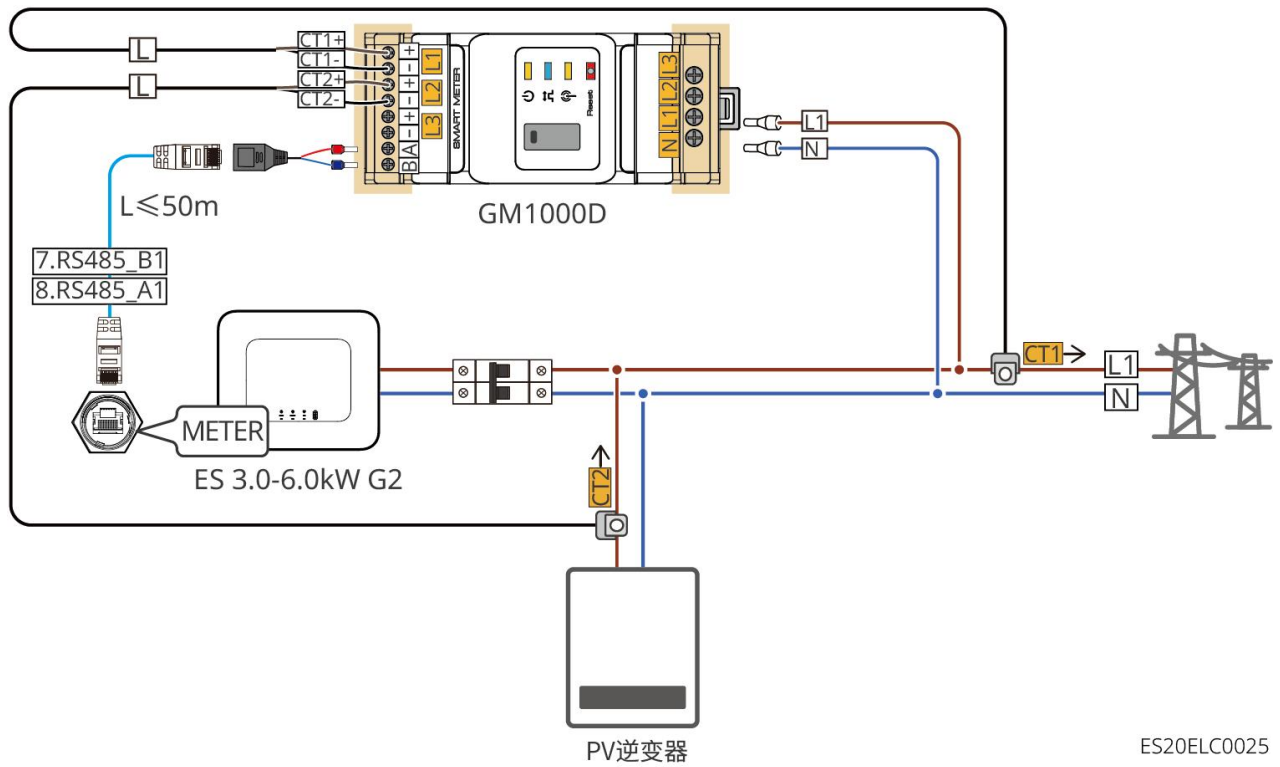 L
L
CT1+
CT1-
CT2+
CT2-
+
-
+
-
+
-
A
B
L1
L2
L3
SMART METER
Reset
L3
L2
L1
N
L1
N
GM1000D
L≤50m
7.RS485_B1
8.RS485_A1
METER
ES 3.0-6.0kW G2
CT1
L1
N
CT2
PV逆变器
ES20ELC0025